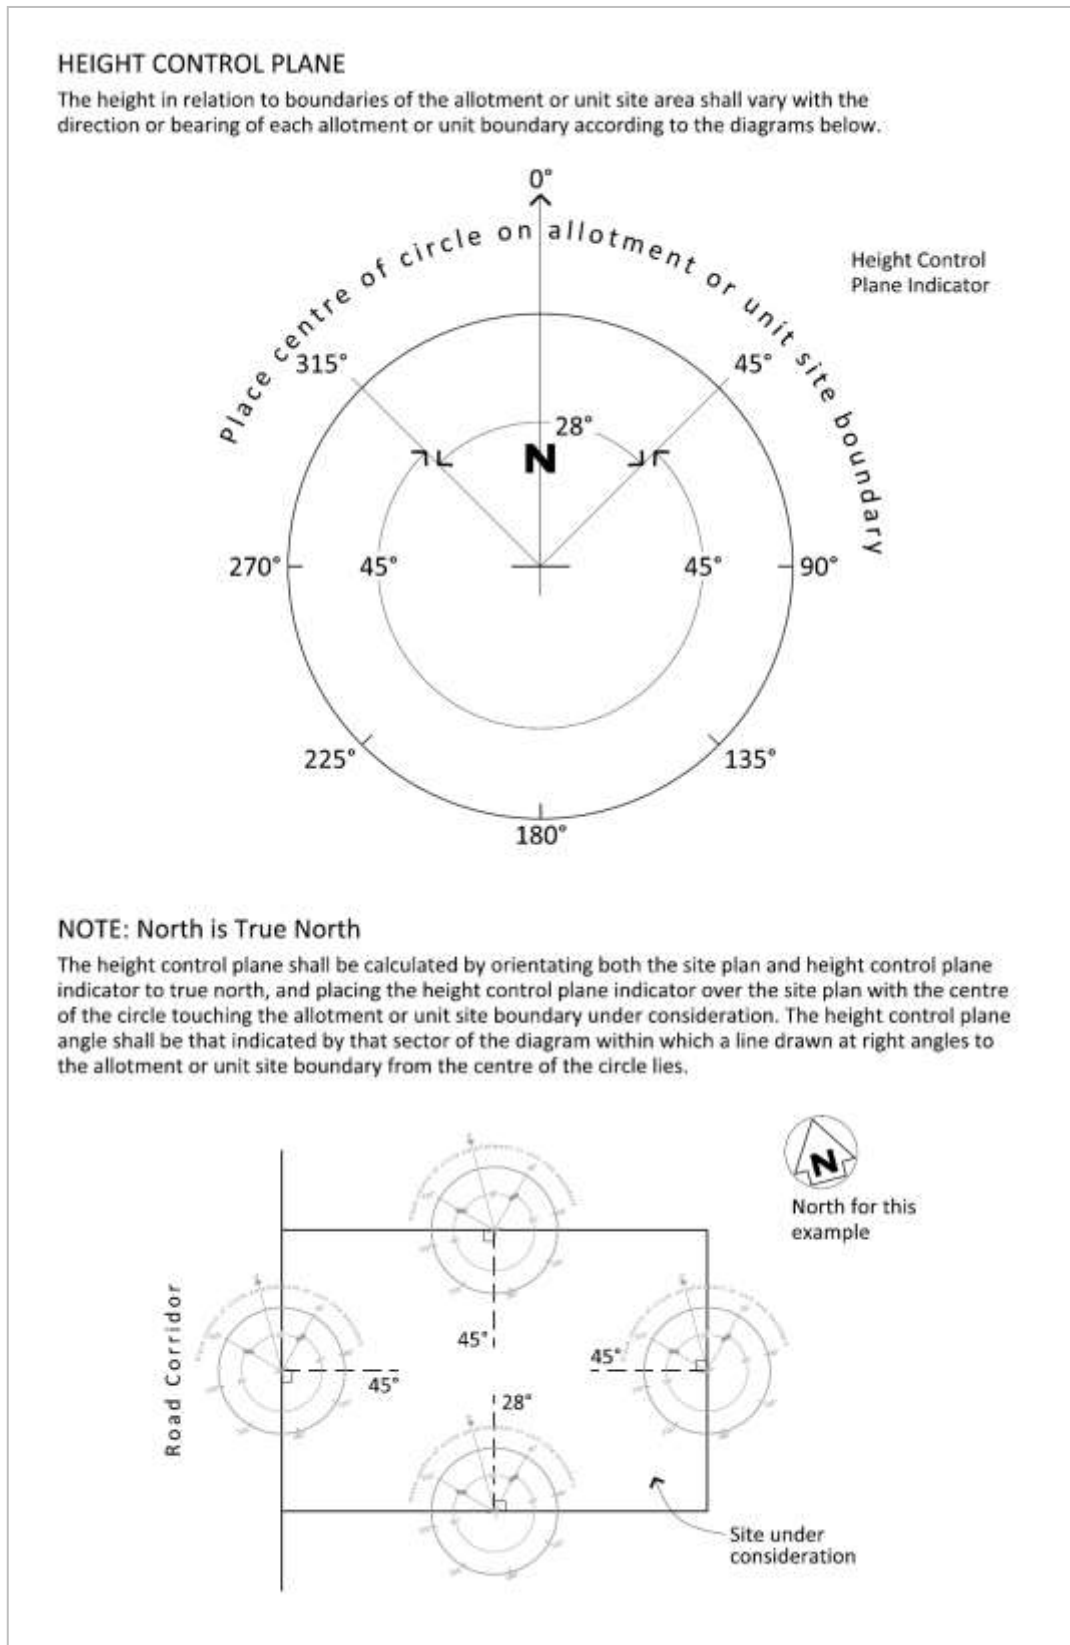 HEIGHT CONTROL PLANE
The height in relation to boundaries of the allotment or unit site area shall vary with the
direction or bearing of each allotment or unit boundary according to the diagrams below.
0°
Place centre of circle on allotment or unit site boundary
Height Control
Plane Indicator
315°
45°
28°
N
270°
45°
45°
90°
225°
135°
180°
NOTE: North is True North
The height control plane shall be calculated by orientating both the site plan and height control plane
indicator to true north, and placing the height control plane indicator over the site plan with the centre
of the circle touching the allotment or unit site boundary under consideration. The height control plane
angle shall be that indicated by that sector of the diagram within which a line drawn at right angles to
the allotment or unit site boundary from the centre of the circle lies.
N
North for this
example
Road Corridor
45°
45°
45°
28°
Site under
consideration